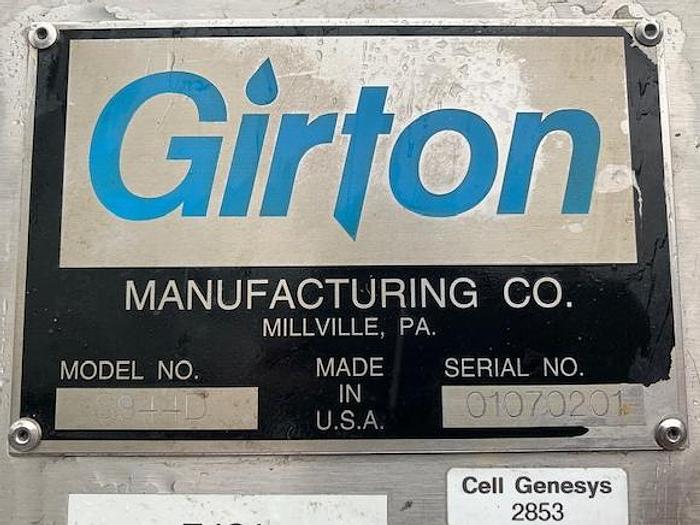 Girton
MANUFACTURING CO.
MILLVILLE, PA.
MODEL NO. MADE SERIAL NO.
IN
01070201
U.S.A.
Cell Genesys
2853